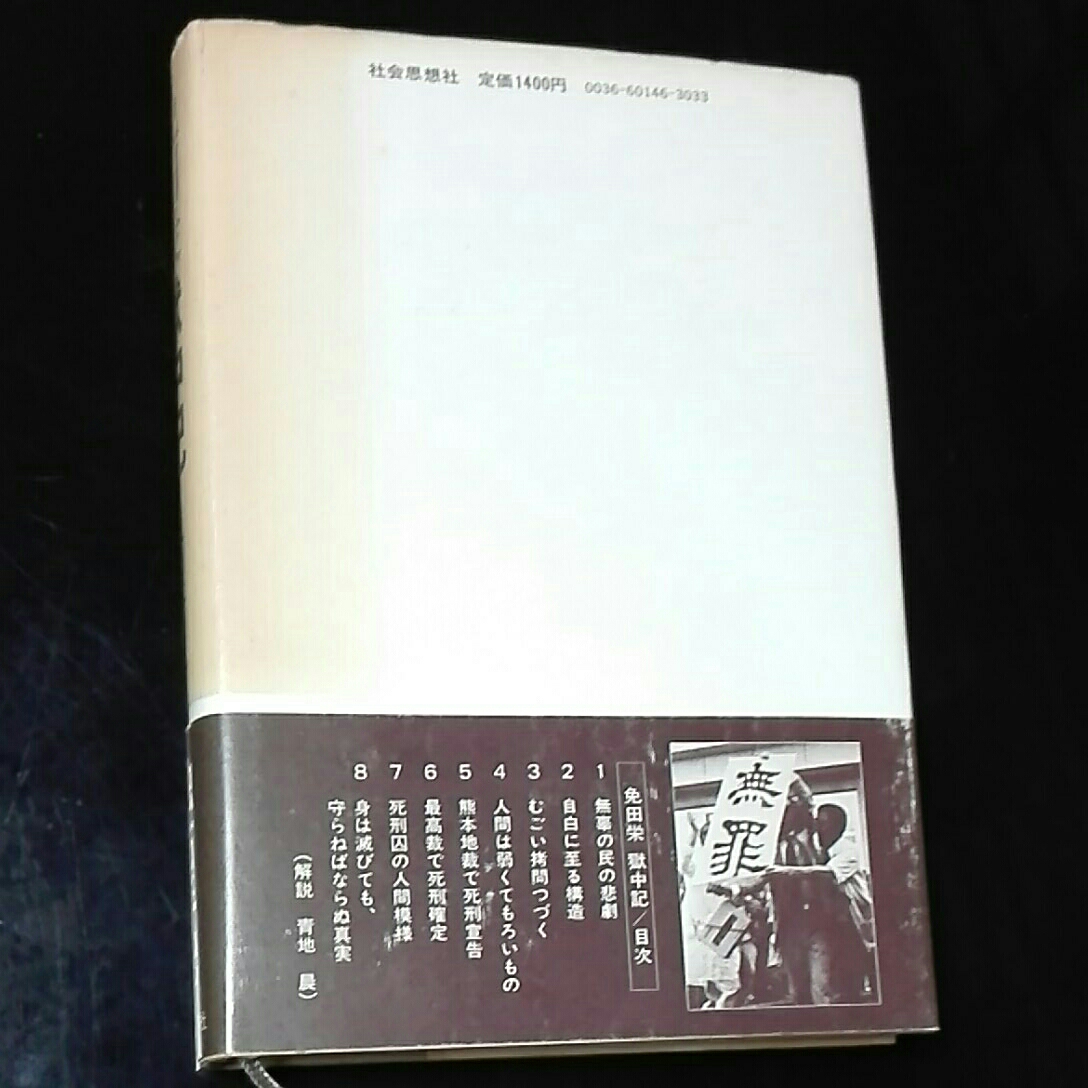 社会思想社 定価1400円 0036-60146-3033
無罪
免田栄 獄中記/目次
1 無辜の民の悲劇
2 自白に至る構造
3 むごい拷問つづく
4 人間は弱くてもろいもの
5 熊本地裁で死刑宣告
6 最高裁で死刑確定
7 死刑囚の人間模様
8 身は滅びても、
守らねばならぬ真実
(解説 青地 晨)